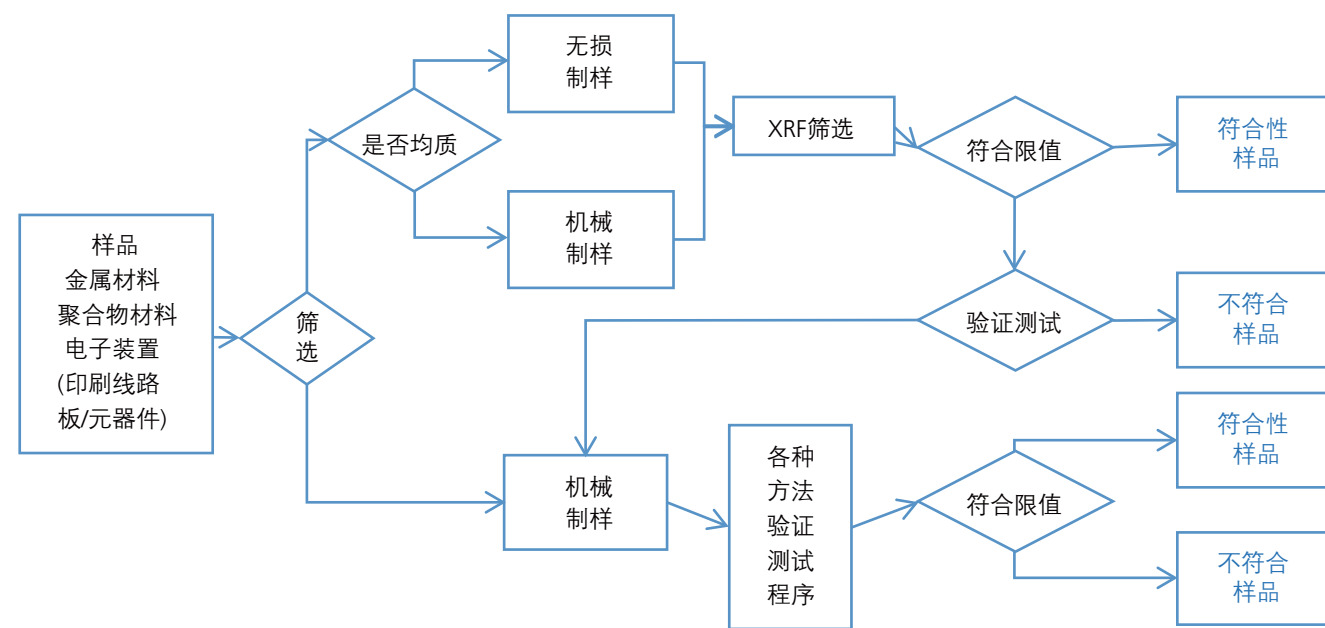 样品
金属材料
聚合物材料
电子装置
(印刷线路
板/元器件)
筛
选
是否均质
无损
制样
机械
制样
XRF筛选
符合限值
符合性
样品
验证测试
不符合
样品
机械
制样
各种
方法
验证
测试
程序
符合限值
符合性
样品
不符合
样品